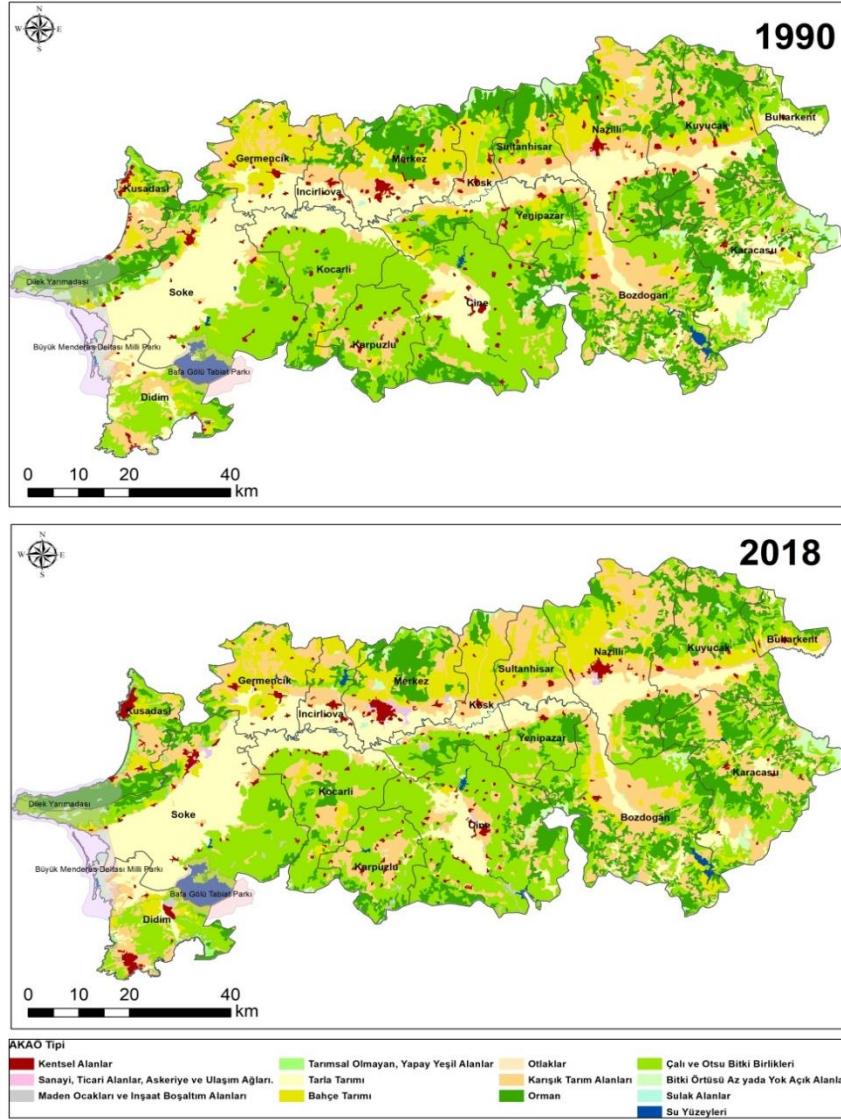 N
W E
S
1990
Buharkent
Nazilli
Kuyucak
Sultanhisar
Germencik
Merkez
Kusadasi
Incirliova
Kosk
Yenipazar
Karacasu
Kocarli
Dilek Yarımadası
Soke
Bozdogan
Cine
Büyük Menderes Deltası Milli Parkı
Karpuzlu
Bafa Gölü Tabiat Parkı
Didim
0 10 20 40
km
N
W E
S
2018
Buharkent
Nazilli
Kuyucak
Sultanhisar
Germencik
Merkez
Kusadasi
Incirliova
Kosk
Yenipazar
Karacasu
Kocarli
Dilek Yarımadası
Soke
Bozdogan
Cine
Büyük Menderes Deltası Milli Parkı
Karpuzlu
Bafa Gölü Tabiat Parkı
Didim
0 10 20 40
km
AKAÖ Tipi
Kentsel Alanlar
Sanayi, Ticari Alanlar, Askeriye ve Ulaşım Ağları.
Maden Ocakları ve Inşaat Boşaltım Alanları
Tarımsal Olmayan, Yapay Yeşil Alanlar
Tarla Tarımı
Bahçe Tarımı
Otlaklar
Karışık Tarım Alanları
Orman
Çalı ve Otsu Bitki Birlikleri
Bitki Örtüsü Az yada Yok Açık Alanla
Sulak Alanlar
Su Yüzeyleri